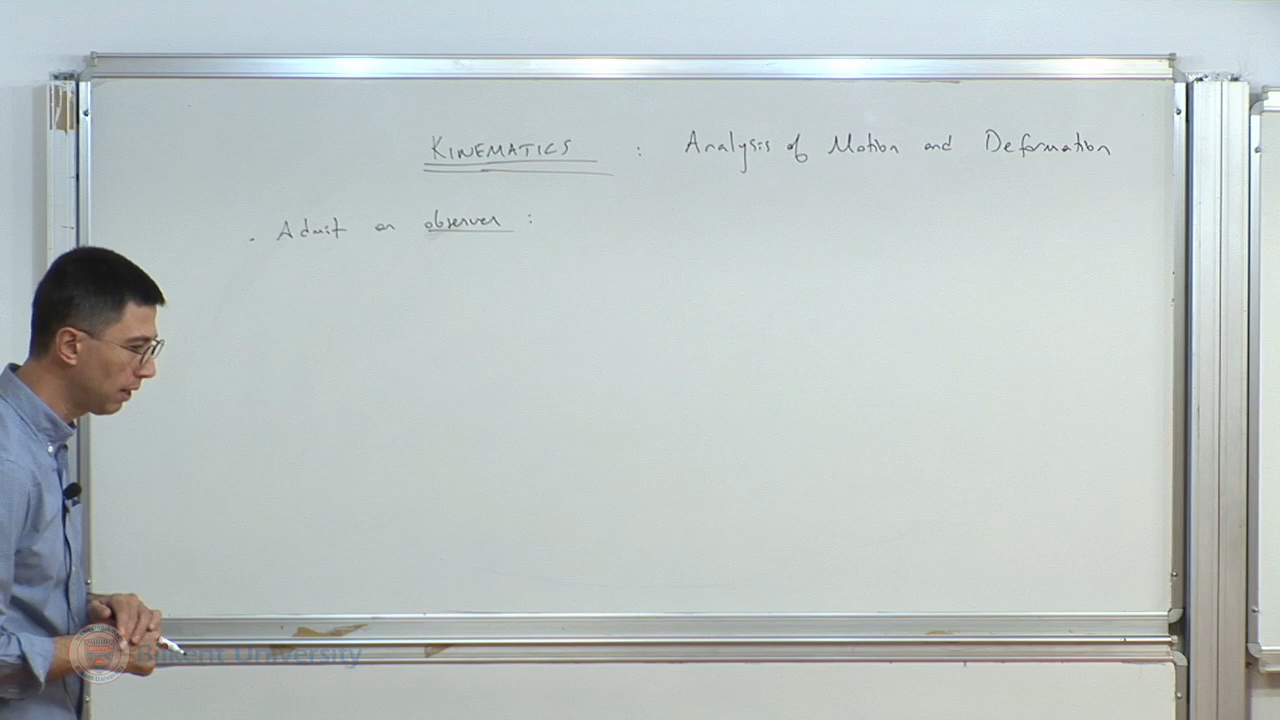 KINEMATICS : Analysis of Motion and Deformation
. Admit an observer :
Bilkent University